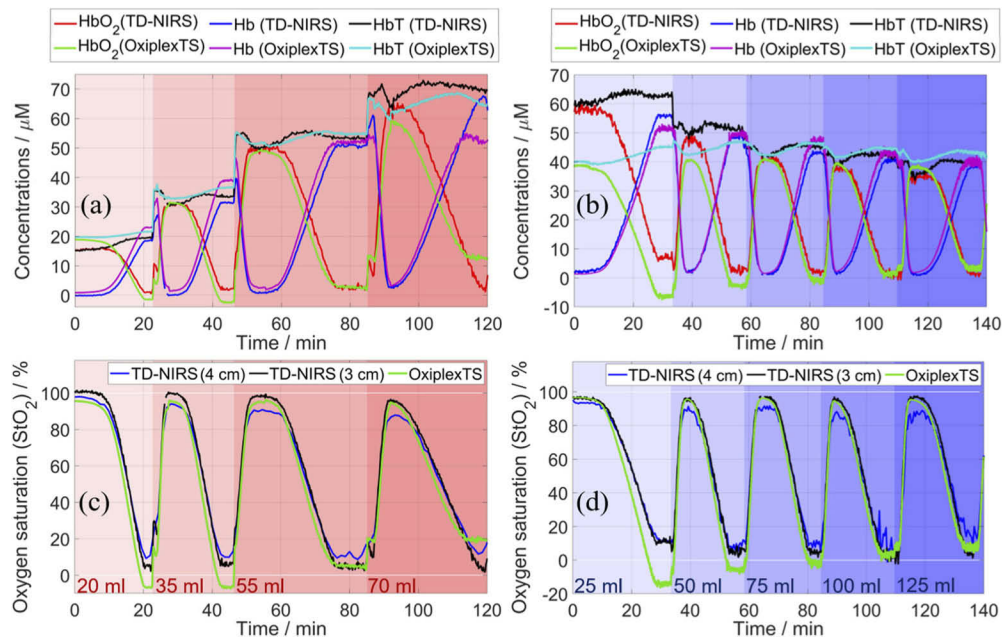 HbO2(TD-NIRS) Hb (TD-NIRS) HbT (TD-NIRS)
HbO2(OxiplexTS) Hb (OxiplexTS) HbT (OxiplexTS)
Concentrations / μM
70
60
50
40
30
20
10
0
(a)
0 20 40 60 80 100 120
Time / min
HbO2(TD-NIRS) Hb (TD-NIRS) HbT (TD-NIRS)
HbO2(OxiplexTS) Hb (OxiplexTS) HbT (OxiplexTS)
Concentrations / μM
70
60
50
40
30
20
10
0
-10
(b)
0 20 40 60 80 100 120 140
Time / min
TD-NIRS (4 cm) TD-NIRS (3 cm) OxiplexTS
Oxygen saturation (StO2) / %
100
80
60
40
20
0
(c)
20 ml 35 ml 55 ml 70 ml
0 20 40 60 80 100 120
Time / min
TD-NIRS (4 cm) TD-NIRS (3 cm) OxiplexTS
Oxygen saturation (StO2) / %
100
80
60
40
20
0
-20
(d)
25 ml 50 ml 75 ml 100 ml 125 ml
0 20 40 60 80 100 120 140
Time / min